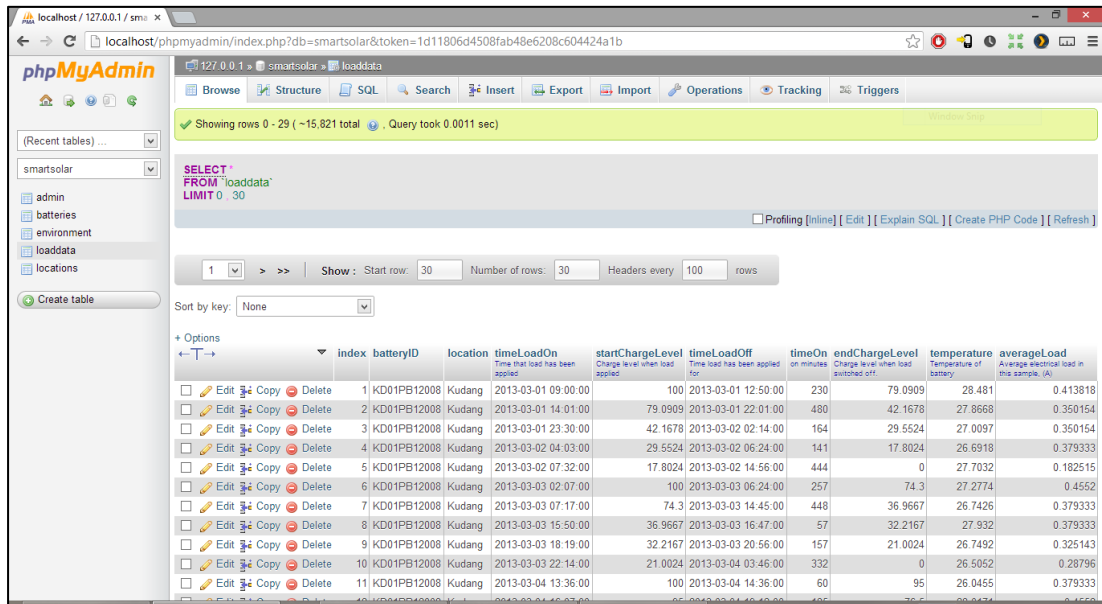 localhost / 127.0.0.1 / sma
localhost/phpmyadmin/index.php?db=smartsolar&token=1d11806d4508fab48e6208c604424a1b
phpMyAdmin
(Recent tables) ...
smartsolar
admin
batteries
environment
loaddata
locations
Create table
127.0.0.1 » smartsolar » loaddata
Browse Structure SQL Search Insert Export Import Operations Tracking Triggers
Window Snip
Showing rows 0 - 29 ( ~15,821 total , Query took 0.0011 sec)
SELECT *
FROM `loaddata`
LIMIT 0 , 30
Profiling [Inline] [ Edit ] [ Explain SQL ] [ Create PHP Code ] [ Refresh ]
1 > >> Show : Start row: 30 Number of rows: 30 Headers every 100 rows
Sort by key: None
+ Options
←T→ index batteryID location timeLoadOn startChargeLevel timeLoadOff timeOn endChargeLevel temperature averageLoad
Time that load has been applied Charge level when load applied Time load has been applied for on minutes Charge level when load switched off. Temperature of battery Average electrical load in this sample, (A)
Edit Copy Delete 1 KD01PB12008 Kudang 2013-03-01 09:00:00 100 2013-03-01 12:50:00 230 79.0909 28.481 0.413818
Edit Copy Delete 2 KD01PB12008 Kudang 2013-03-01 14:01:00 79.0909 2013-03-01 22:01:00 480 42.1678 27.8668 0.350154
Edit Copy Delete 3 KD01PB12008 Kudang 2013-03-01 23:30:00 42.1678 2013-03-02 02:14:00 164 29.5524 27.0097 0.350154
Edit Copy Delete 4 KD01PB12008 Kudang 2013-03-02 04:03:00 29.5524 2013-03-02 06:24:00 141 17.8024 26.6918 0.379333
Edit Copy Delete 5 KD01PB12008 Kudang 2013-03-02 07:32:00 17.8024 2013-03-02 14:56:00 444 0 27.7032 0.182515
Edit Copy Delete 6 KD01PB12008 Kudang 2013-03-03 02:07:00 100 2013-03-03 06:24:00 257 74.3 27.2774 0.4552
Edit Copy Delete 7 KD01PB12008 Kudang 2013-03-03 07:17:00 74.3 2013-03-03 14:45:00 448 36.9667 26.7426 0.379333
Edit Copy Delete 8 KD01PB12008 Kudang 2013-03-03 15:50:00 36.9667 2013-03-03 16:47:00 57 32.2167 27.932 0.379333
Edit Copy Delete 9 KD01PB12008 Kudang 2013-03-03 18:19:00 32.2167 2013-03-03 20:56:00 157 21.0024 26.7492 0.325143
Edit Copy Delete 10 KD01PB12008 Kudang 2013-03-03 22:14:00 21.0024 2013-03-04 03:46:00 332 0 26.5052 0.28796
Edit Copy Delete 11 KD01PB12008 Kudang 2013-03-04 13:36:00 100 2013-03-04 14:36:00 60 95 26.0455 0.379333